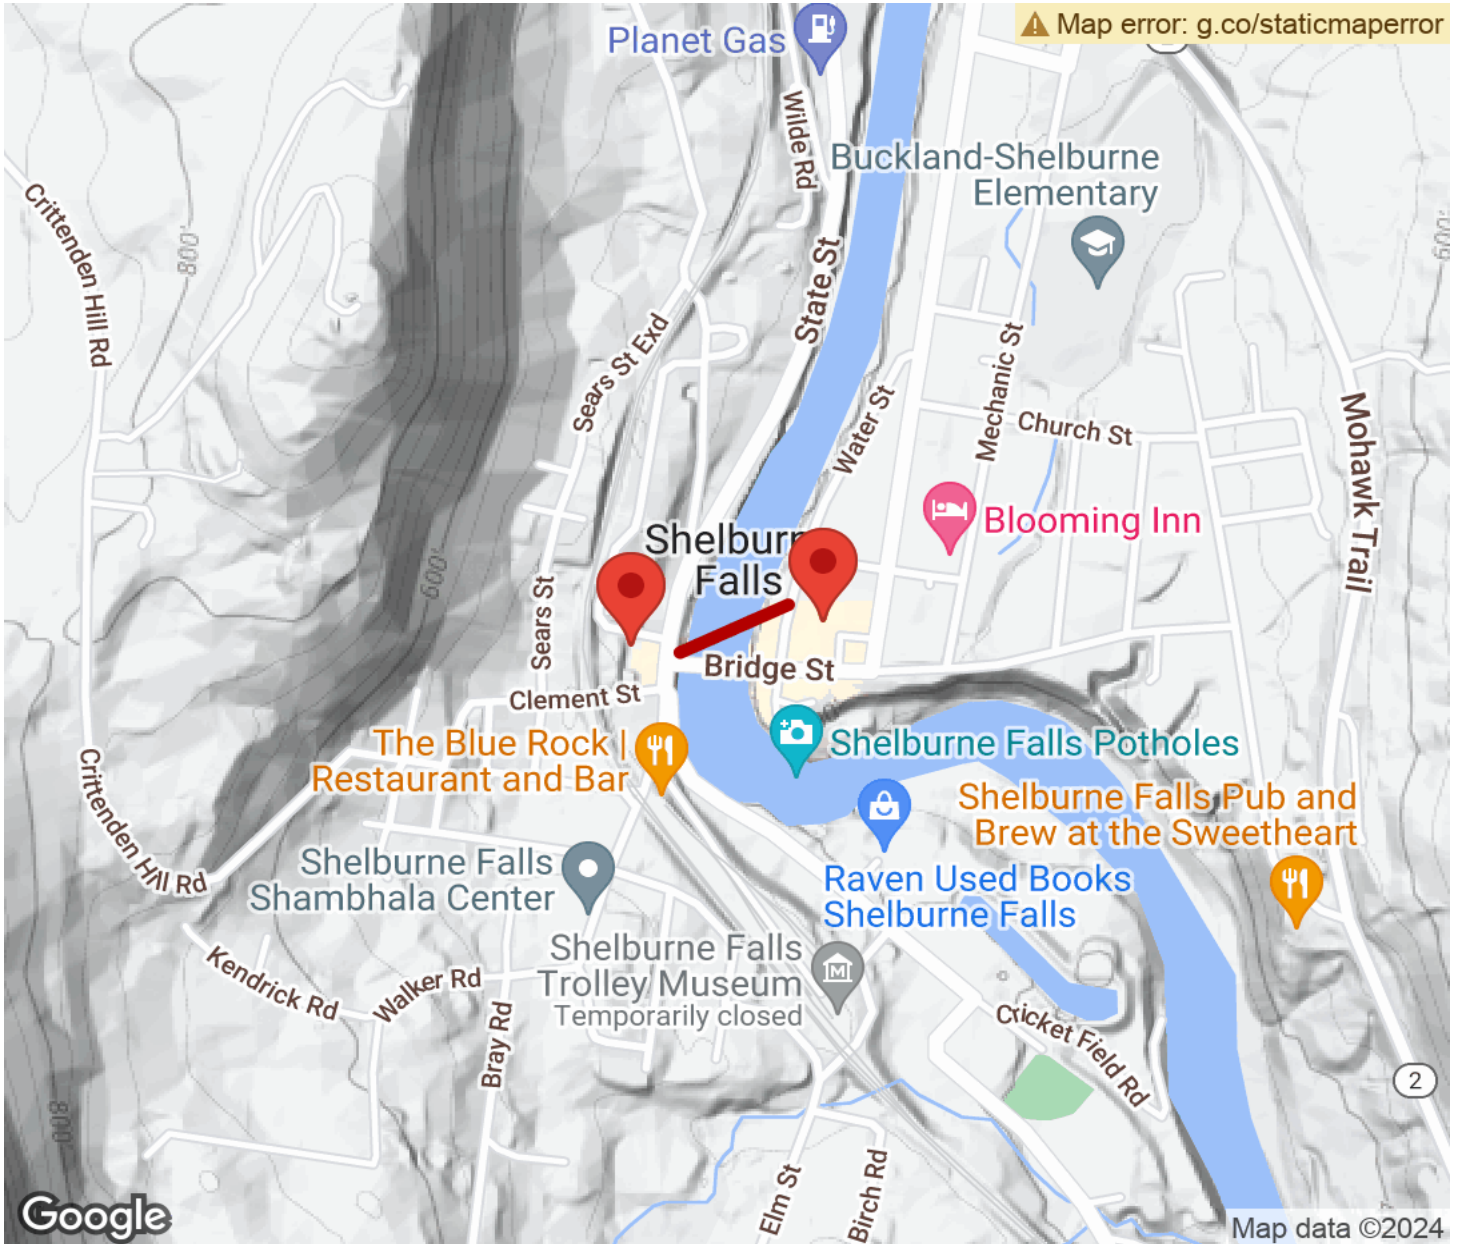 Map error: g.co/staticmaperror
Planet Gas
Wilde Rd
Buckland-Shelburne
Elementary
Crittenden Hill Rd
800'
State St
Sears St Exd
Mechanic St
Water St
Church St
Mohawk Trail
Blooming Inn
Shelburn
Falls
600'
Sears St
Bridge St
Clement St
The Blue Rock |
Restaurant and Bar
Shelburne Falls Potholes
Crittenden Hill Rd
Shelburne Falls Pub and
Brew at the Sweetheart
Shelburne Falls
Shambhala Center
Raven Used Books
Shelburne Falls
Shelburne Falls
Trolley Museum
Temporarily closed
Kendrick Rd
Walker Rd
Bray Rd
Cricket Field Rd
2
800'
Elm St
Birch Rd
Google
Map data ©2024